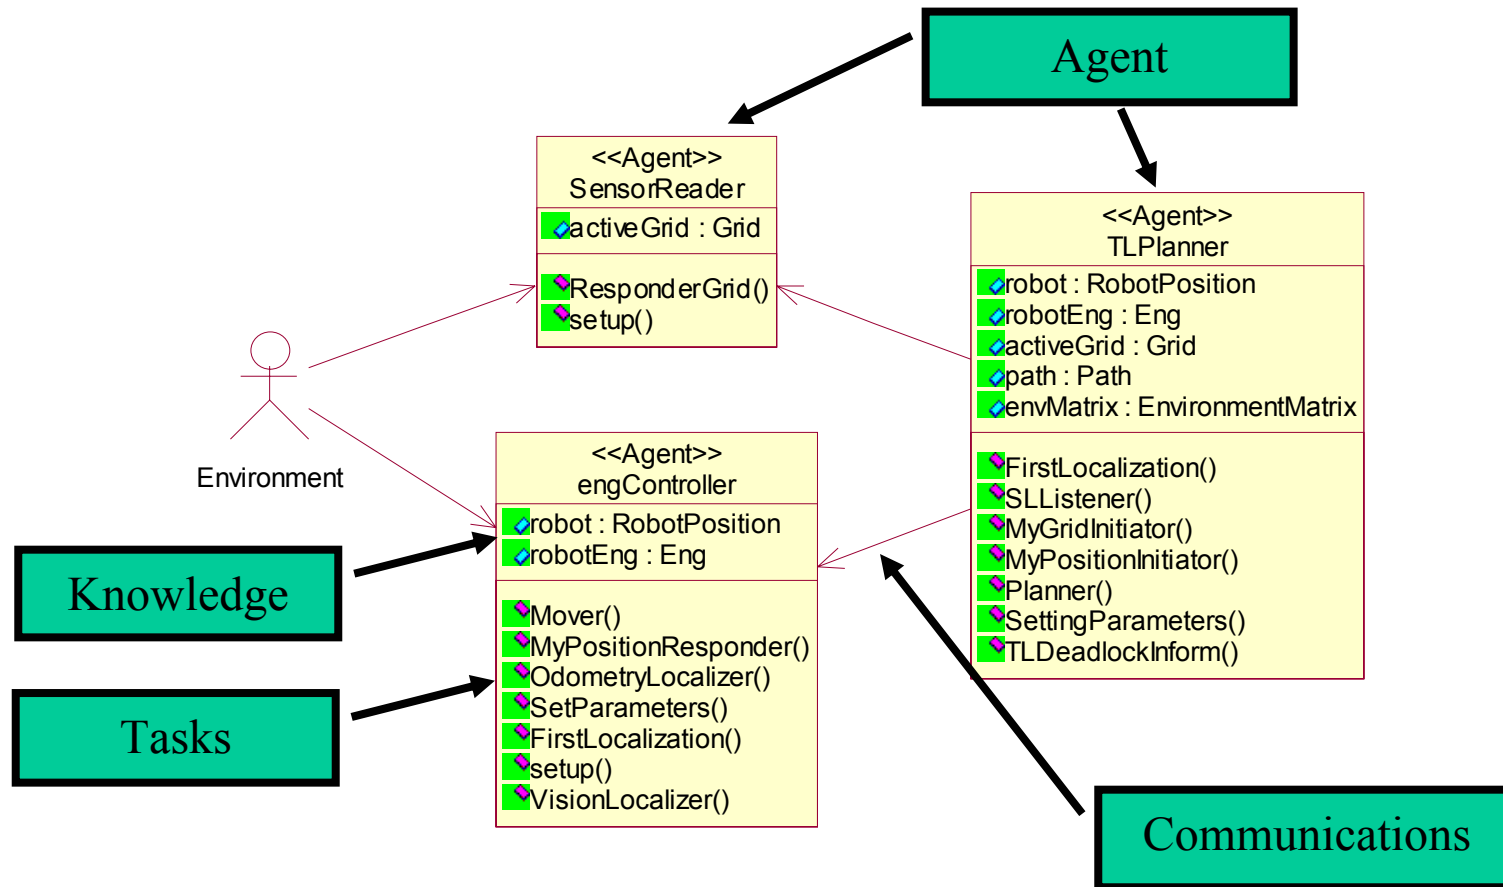 Agent
<<Agent>>
SensorReader
activeGrid : Grid
ResponderGrid()
setup()
<<Agent>>
TLPlanner
robot : RobotPosition
robotEng : Eng
activeGrid : Grid
path : Path
envMatrix : EnvironmentMatrix
FirstLocalization()
SLListener()
MyGridInitiator()
MyPositionInitiator()
Planner()
SettingParameters()
TLDeadlockInform()
Environment
<<Agent>>
engController
robot : RobotPosition
robotEng : Eng
Mover()
MyPositionResponder()
OdometryLocalizer()
SetParameters()
FirstLocalization()
setup()
VisionLocalizer()
Knowledge
Tasks
Communications